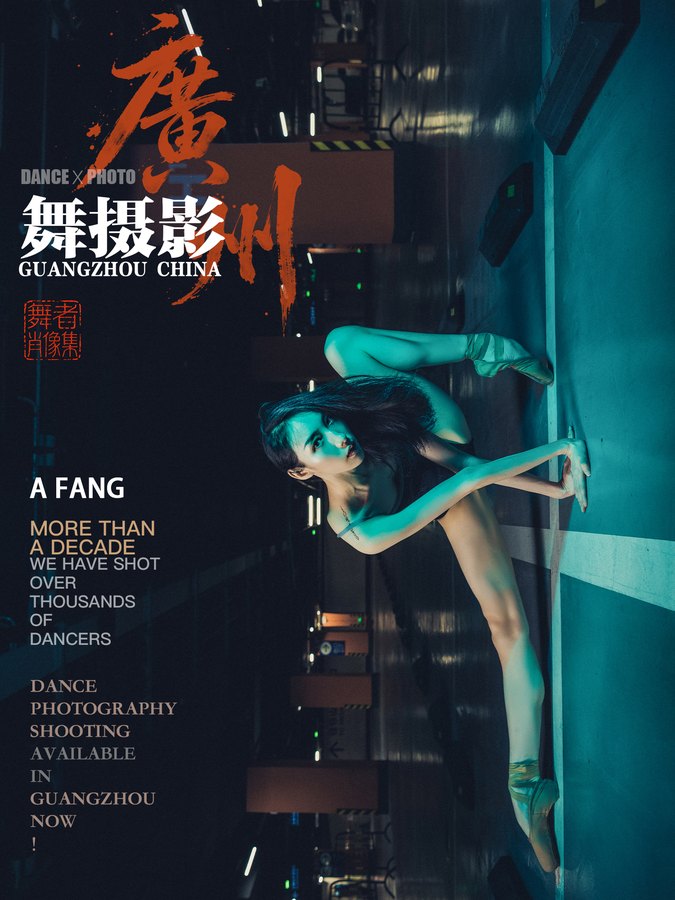 廣州
DANCE X PHOTO
舞摄影
GUANGZHOU CHINA
舞者
肖像集
A FANG
MORE THAN
A DECADE
WE HAVE SHOT
OVER
THOUSANDS
OF
DANCERS
DANCE
PHOTOGRAPHY
SHOOTING
AVAILABLE
IN
GUANGZHOU
NOW
!